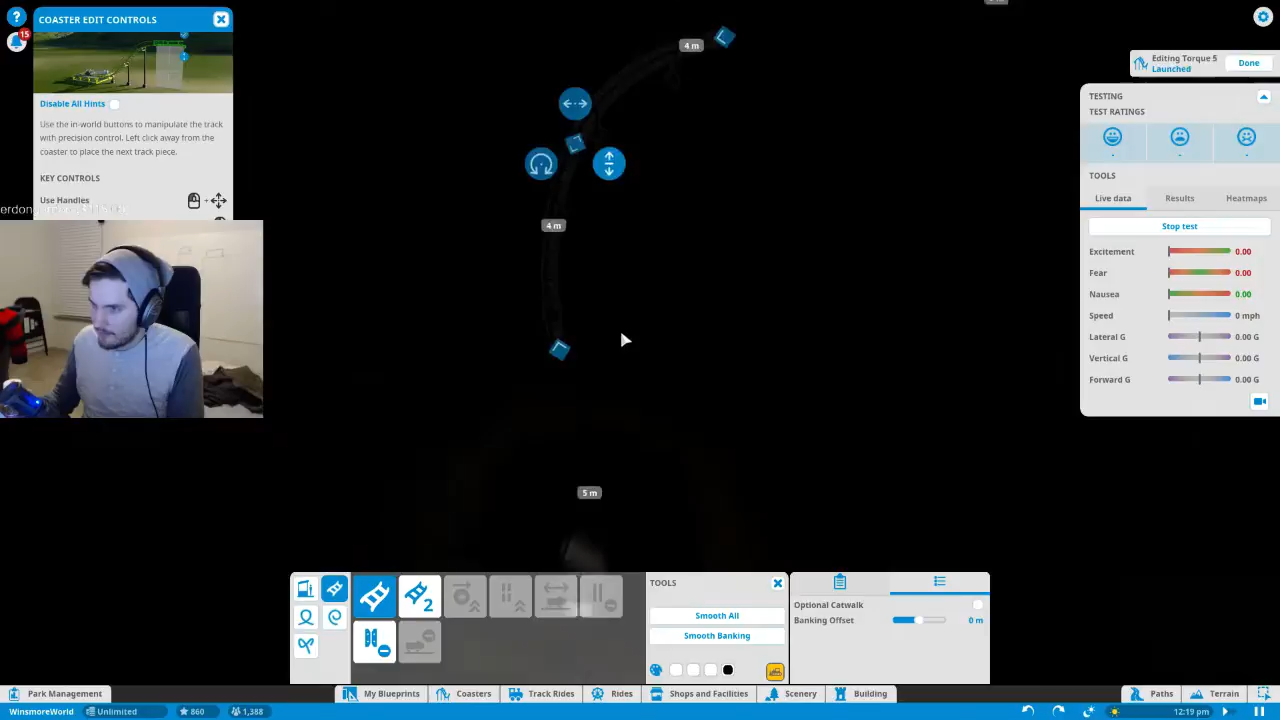 COASTER EDIT CONTROLS
15
Disable All Hints
Use the in-world buttons to manipulate the track
with precision control. Left click away from the
coaster to place the next track piece.
KEY CONTROLS
Use Handles
4 m
4 m
5 m
Editing Torque 5
Launched
Done
TESTING
TEST RATINGS
- - -
TOOLS
Live data Results Heatmaps
Stop test
Excitement 0.00
Fear 0.00
Nausea 0.00
Speed 0 mph
Lateral G 0.00 G
Vertical G 0.00 G
Forward G 0.00 G
2
TOOLS
Smooth All
Smooth Banking
Optional Catwalk
Banking Offset 0 m
Park Management My Blueprints Coasters Track Rides Rides Shops and Facilities Scenery Building Paths Terrain
WinsmoreWorld Unlimited 860 1,388 12:19 pm